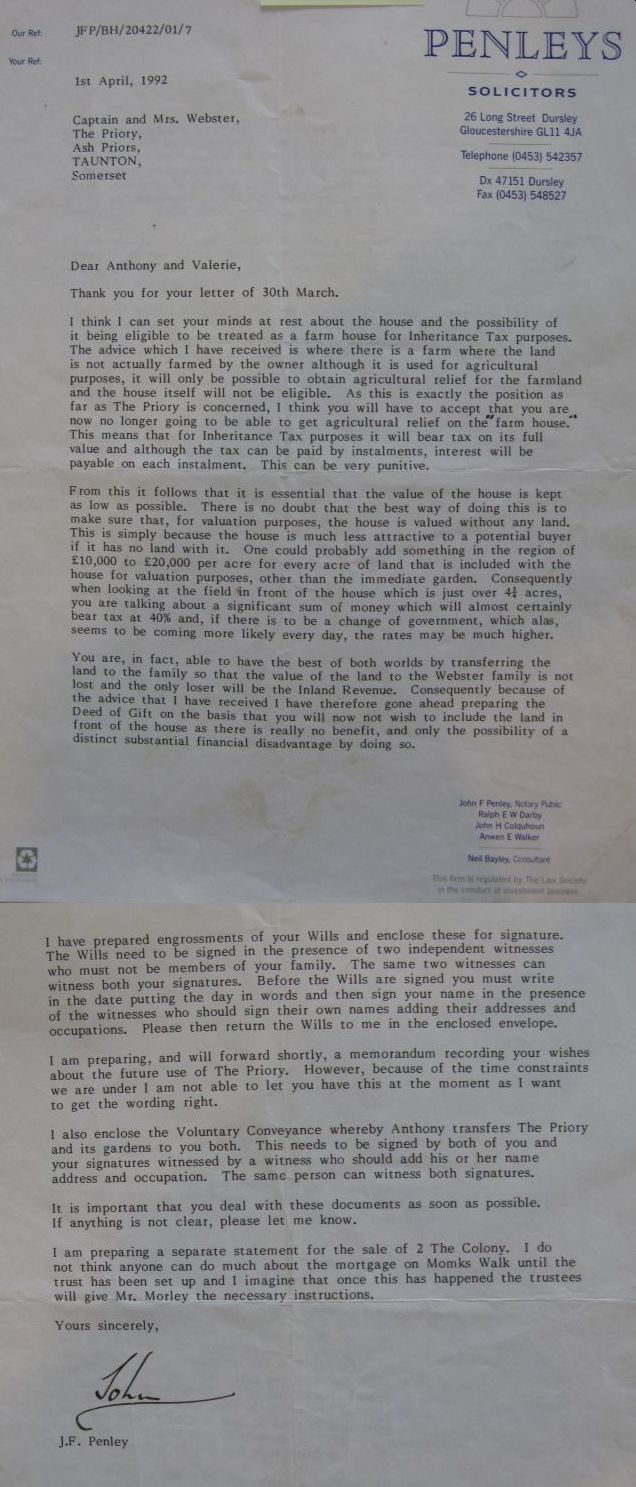 Our Ref: JFP/BH/20422/01/7
Your Ref:
PENLEYS
SOLICITORS
26 Long Street Dursley
Gloucestershire GL11 4JA
Telephone (0453) 542357
Dx 47151 Dursley
Fax (0453) 548527
1st April, 1992
Captain and Mrs. Webster,
The Priory,
Ash Priors,
TAUNTON,
Somerset
Dear Anthony and Valerie,
Thank you for your letter of 30th March.
I think I can set your minds at rest about the house and the possibility of
it being eligible to be treated as a farm house for Inheritance Tax purposes.
The advice which I have received is where there is a farm where the land
is not actually farmed by the owner although it is used for agricultural
purposes, it will only be possible to obtain agricultural relief for the farmland
and the house itself will not be eligible. As this is exactly the position as
far as The Priory is concerned, I think you will have to accept that you are
now no longer going to be able to get agricultural relief on the "farm house."
This means that for Inheritance Tax purposes it will bear tax on its full
value and although the tax can be paid by instalments, interest will be
payable on each instalment. This can be very punitive.
From this it follows that it is essential that the value of the house is kept
as low as possible. There is no doubt that the best way of doing this is to
make sure that, for valuation purposes, the house is valued without any land.
This is simply because the house is much less attractive to a potential buyer
if it has no land with it. One could probably add something in the region of
£10,000 to £20,000 per acre for every acre of land that is included with the
house for valuation purposes, other than the immediate garden. Consequently
when looking at the field in front of the house which is just over 4¾ acres,
you are talking about a significant sum of money which will almost certainly
bear tax at 40% and, if there is to be a change of government, which alas,
seems to be coming more likely every day, the rates may be much higher.
You are, in fact, able to have the best of both worlds by transferring the
land to the family so that the value of the land to the Webster family is not
lost and the only loser will be the Inland Revenue. Consequently because of
the advice that I have received I have therefore gone ahead preparing the
Deed of Gift on the basis that you will now not wish to include the land in
front of the house as there is really no benefit, and only the possibility of a
distinct substantial financial disadvantage by doing so.
John F Penley, Notary Public
Ralph E W Darby
John H Colquhoun
Anwen E Walker
Neil Bayley, Consultant
This firm is regulated by The Law Society
in the conduct of investment business.
I have prepared engrossments of your Wills and enclose these for signature.
The Wills need to be signed in the presence of two independent witnesses
who must not be members of your family. The same two witnesses can
witness both your signatures. Before the Wills are signed you must write
in the date putting the day in words and then sign your name in the presence
of the witnesses who should sign their own names adding their addresses and
occupations. Please then return the Wills to me in the enclosed envelope.
I am preparing, and will forward shortly, a memorandum recording your wishes
about the future use of The Priory. However, because of the time constraints
we are under I am not able to let you have this at the moment as I want
to get the wording right.
I also enclose the Voluntary Conveyance whereby Anthony transfers The Priory
and its gardens to you both. This needs to be signed by both of you and
your signatures witnessed by a witness who should add his or her name
address and occupation. The same person can witness both signatures.
It is important that you deal with these documents as soon as possible.
If anything is not clear, please let me know.
I am preparing a separate statement for the sale of 2 The Colony. I do
not think anyone can do much about the mortgage on Momks Walk until the
trust has been set up and I imagine that once this has happened the trustees
will give Mr. Morley the necessary instructions.
Yours sincerely,
John
J.F. Penley